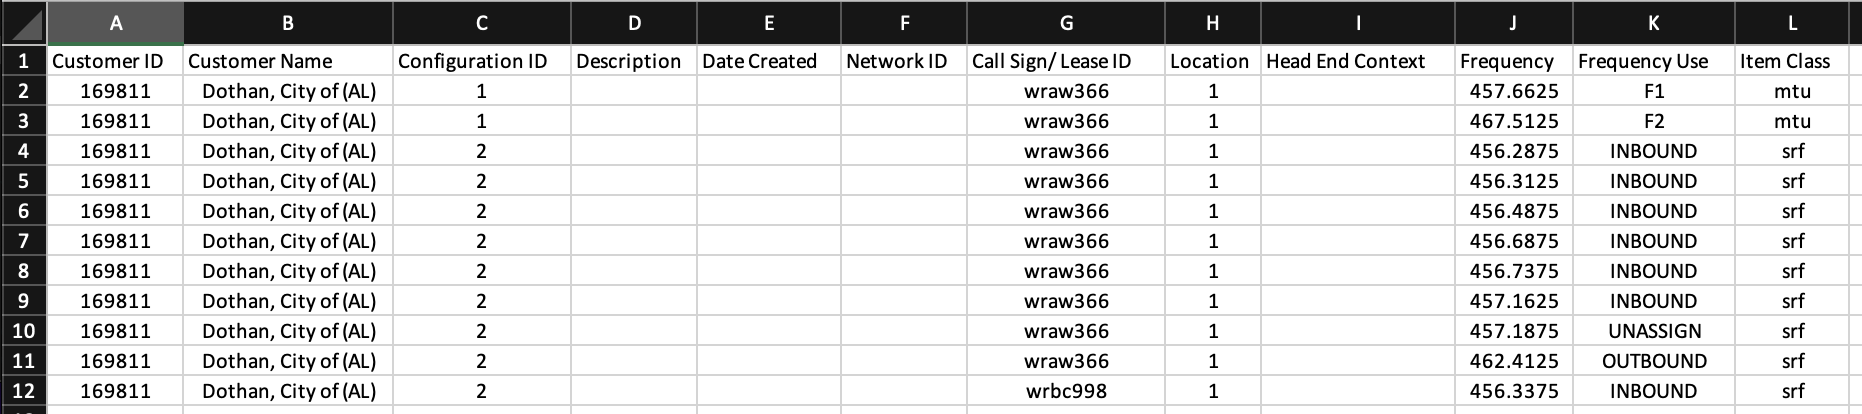 A B C D E F G H I J K L
1 Customer ID Customer Name Configuration ID Description Date Created Network ID Call Sign/ Lease ID Location Head End Context Frequency Frequency Use Item Class
2 169811 Dothan, City of (AL) 1 wraw366 1 457.6625 F1 mtu
3 169811 Dothan, City of (AL) 1 wraw366 1 467.5125 F2 mtu
4 169811 Dothan, City of (AL) 2 wraw366 1 456.2875 INBOUND srf
5 169811 Dothan, City of (AL) 2 wraw366 1 456.3125 INBOUND srf
6 169811 Dothan, City of (AL) 2 wraw366 1 456.4875 INBOUND srf
7 169811 Dothan, City of (AL) 2 wraw366 1 456.6875 INBOUND srf
8 169811 Dothan, City of (AL) 2 wraw366 1 456.7375 INBOUND srf
9 169811 Dothan, City of (AL) 2 wraw366 1 457.1625 INBOUND srf
10 169811 Dothan, City of (AL) 2 wraw366 1 457.1875 UNASSIGN srf
11 169811 Dothan, City of (AL) 2 wraw366 1 462.4125 OUTBOUND srf
12 169811 Dothan, City of (AL) 2 wrbc998 1 456.3375 INBOUND srf